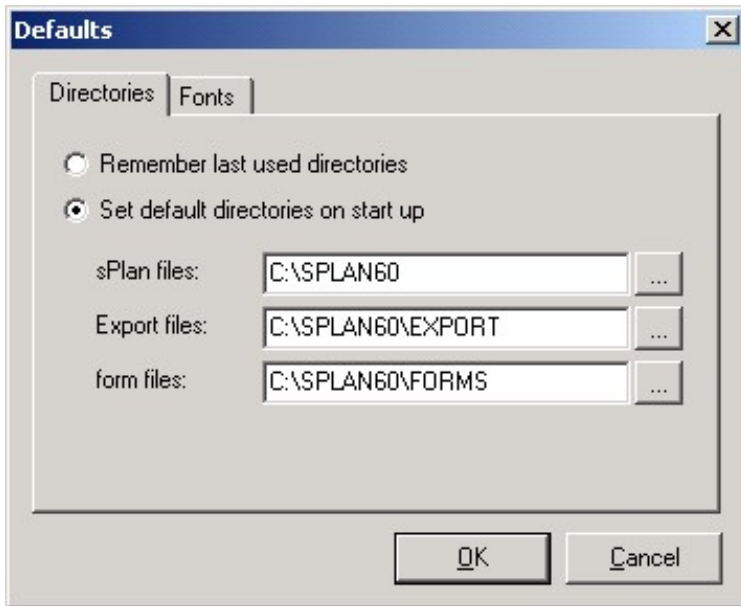 Defaults
Directories Fonts
Remember last used directories
Set default directories on start up
sPlan files: C:\SPLAN60 ...
Export files: C:\SPLAN60\EXPORT ...
form files: C:\SPLAN60\FORMS ...
OK Cancel